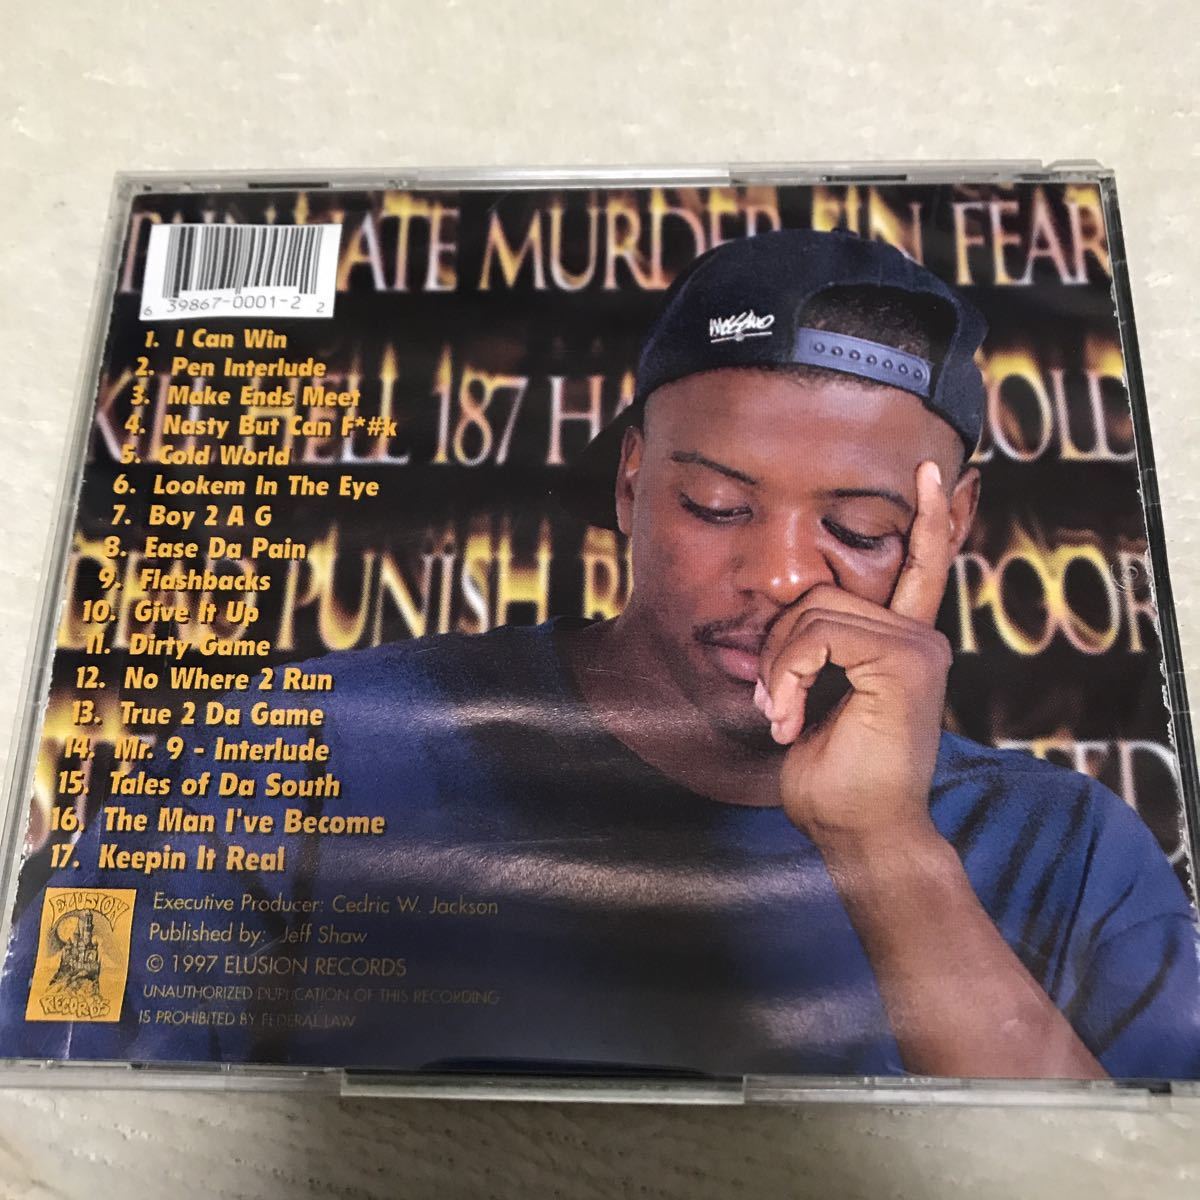 HATE MURDER SIN FEAR
6 39867-0001-2 2
1. I Can Win
2. Pen Interlude
3. Make Ends Meet
4. Nasty But Can F*#k
5. Cold World
6. Lookem In The Eye
7. Boy 2 A G
8. Ease Da Pain
9. Flashbacks
10. Give It Up
11. Dirty Game
12. No Where 2 Run
13. True 2 Da Game
14. Mr. 9 - Interlude
15. Tales of Da South
16. The Man I've Become
17. Keepin It Real
KILL HELL 187 COLD
DEAD PUNISH POOR
mossimo
ELUSION
RECORDS
Executive Producer: Cedric W. Jackson
Published by: Jeff Shaw
© 1997 ELUSION RECORDS
UNAUTHORIZED DUPLICATION OF THIS RECORDING
IS PROHIBITED BY FEDERAL LAW